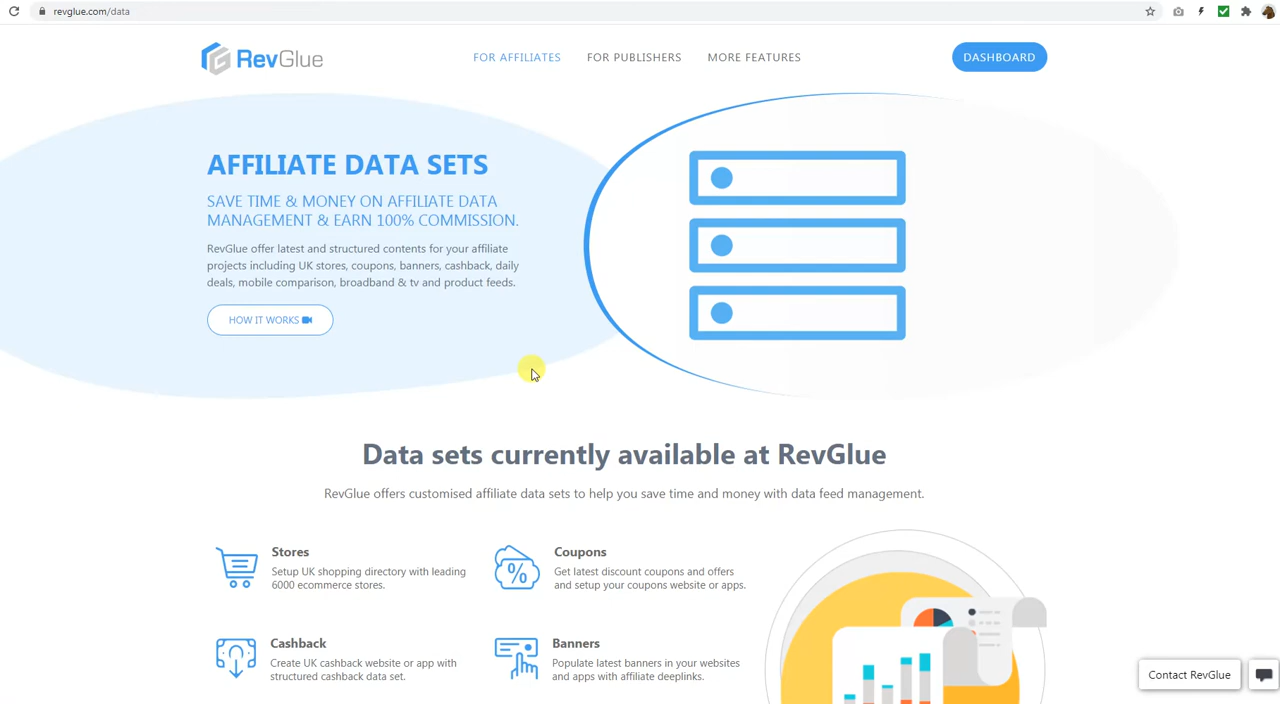 revglue.com/data
RevGlue
FOR AFFILIATES
FOR PUBLISHERS
MORE FEATURES
DASHBOARD
AFFILIATE DATA SETS
SAVE TIME & MONEY ON AFFILIATE DATA
MANAGEMENT & EARN 100% COMMISSION.
RevGlue offer latest and structured contents for your affiliate
projects including UK stores, coupons, banners, cashback, daily
deals, mobile comparison, broadband & tv and product feeds.
HOW IT WORKS
Data sets currently available at RevGlue
RevGlue offers customised affiliate data sets to help you save time and money with data feed management.
Stores
Setup UK shopping directory with leading
6000 ecommerce stores.
Coupons
Get latest discount coupons and offers
and setup your coupons website or apps.
Cashback
Create UK cashback website or app with
structured cashback data set.
Banners
Populate latest banners in your websites
and apps with affiliate deeplinks.
Contact RevGlue